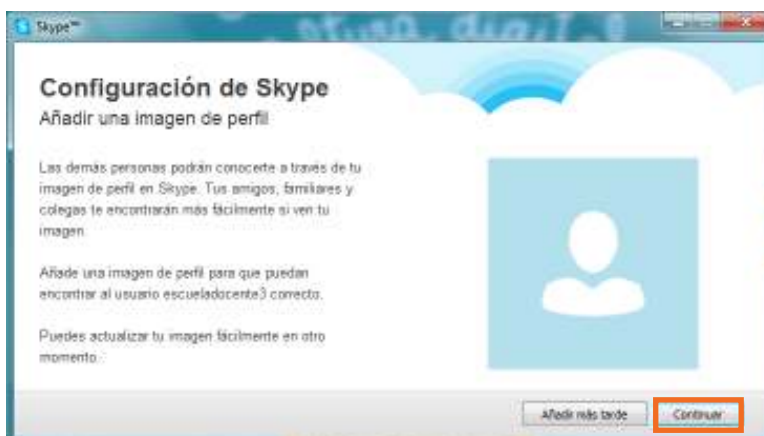 Skype™
Configuración de Skype
Añadir una imagen de perfil
Las demás personas podrán conocerte a través de tu
imagen de perfil en Skype. Tus amigos, familiares y
colegas te encontrarán más fácilmente si ven tu
imagen.
Añade una imagen de perfil para que puedan
encontrar al usuario escueladocente3 correcto.
Puedes actualizar tu imagen fácilmente en otro
momento.
Añadir más tarde
Continuar